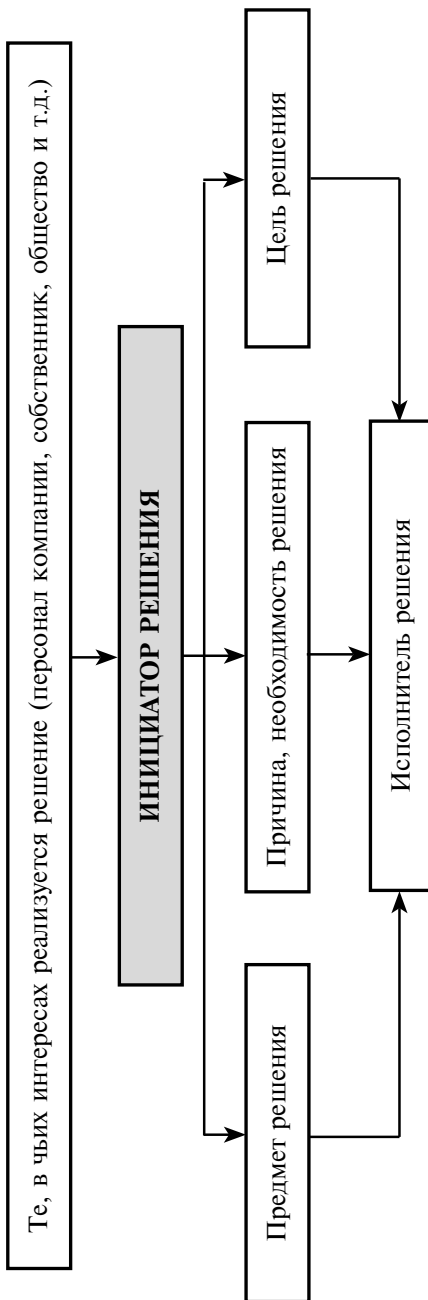 Те, в чьих интересах реализуется решение (персонал компании, собственник, общество и т.д.)
ИНИЦИАТОР РЕШЕНИЯ
Предмет решения
Причина, необходимость решения
Цель решения
Исполнитель решения